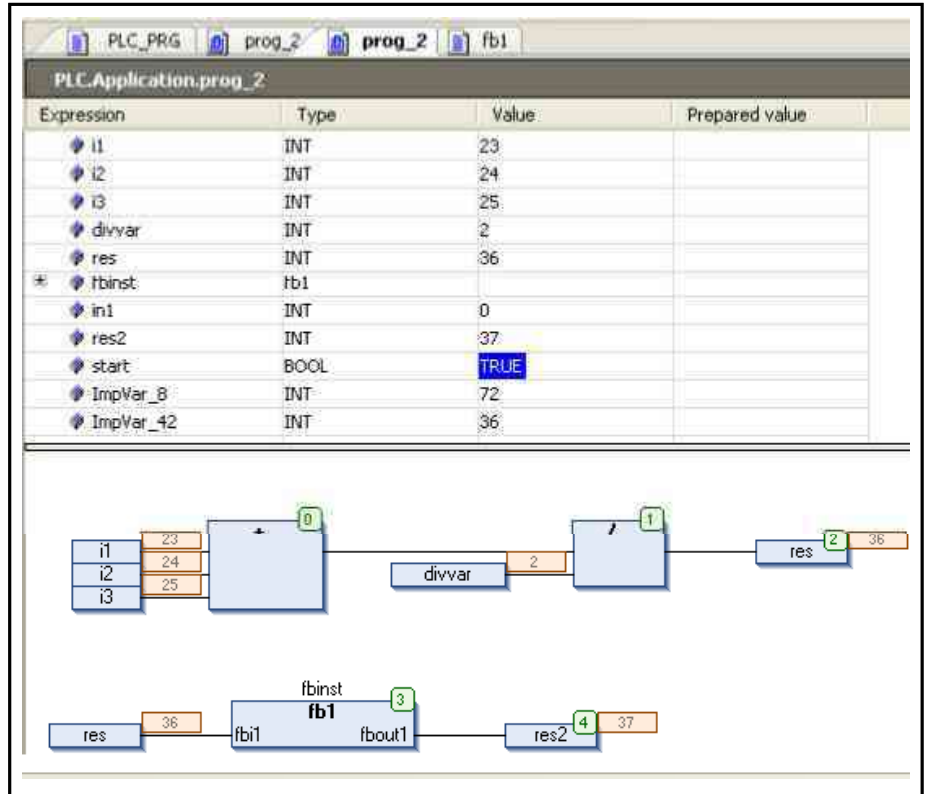 PLC_PRG prog_2 prog_2 fb1
PLC.Application.prog_2
Expression Type Value Prepared value
i1 INT 23
i2 INT 24
i3 INT 25
divvar INT 2
res INT 36
fbinst fb1
in1 INT 0
res2 INT 37
start BOOL TRUE
ImpVar_8 INT 72
ImpVar_42 INT 36
+ 0 / 1
i1 23
i2 24
i3 25
divvar 2
res 2 36
fbinst
fb1 3
res 36 fbi1 fbout1 res2 4 37